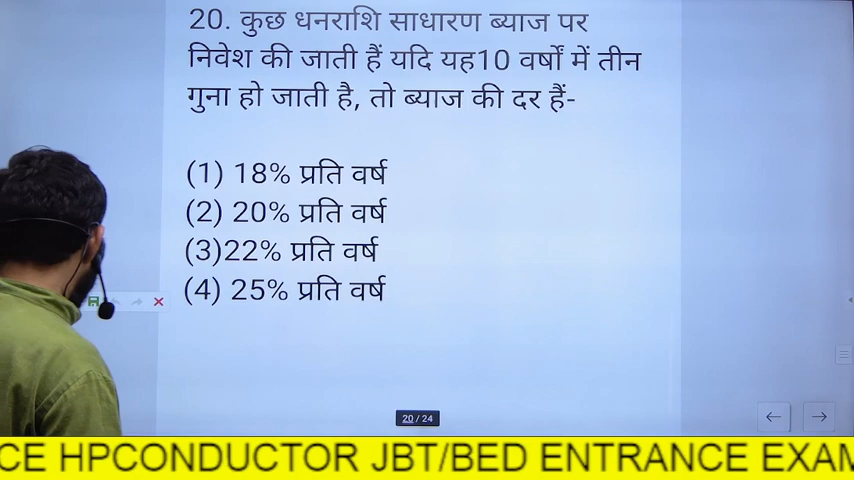 20. कुछ धनराशि साधारण ब्याज पर
निवेश की जाती हैं यदि यह10 वर्षों में तीन
गुना हो जाती है, तो ब्याज की दर हैं-
(1) 18% प्रति वर्ष
(2) 20% प्रति वर्ष
(3)22% प्रति वर्ष
(4) 25% प्रति वर्ष
20 / 24
CE HPCONDUCTOR JBT/BED ENTRANCE EXAM